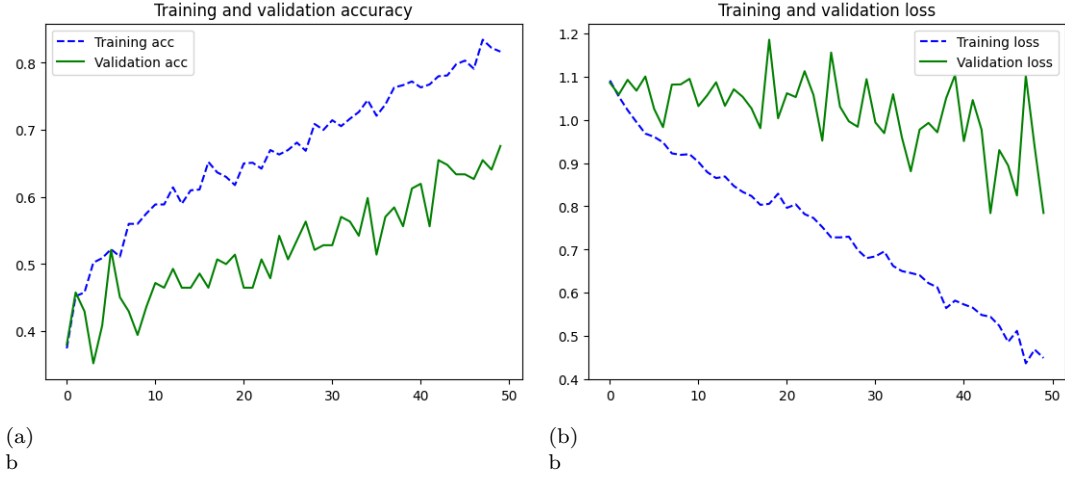 Training and validation accuracy
Training acc
Validation acc
0.8
0.7
0.6
0.5
0.4
0 10 20 30 40 50
(a)
b
Training and validation loss
Training loss
Validation loss
1.2
1.1
1.0
0.9
0.8
0.7
0.6
0.5
0.4
0 10 20 30 40 50
(b)
b